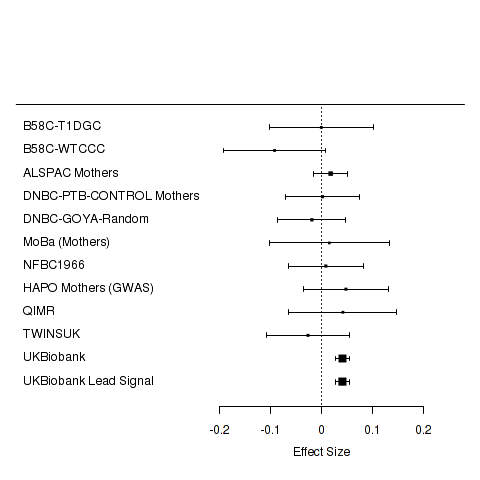 B58C-T1DGC
B58C-WTCCC
ALSPAC Mothers
DNBC-PTB-CONTROL Mothers
DNBC-GOYA-Random
MoBa (Mothers)
NFBC1966
HAPO Mothers (GWAS)
QIMR
TWINSUK
UKBiobank
UKBiobank Lead Signal
-0.2 -0.1 0 0.1 0.2
Effect Size